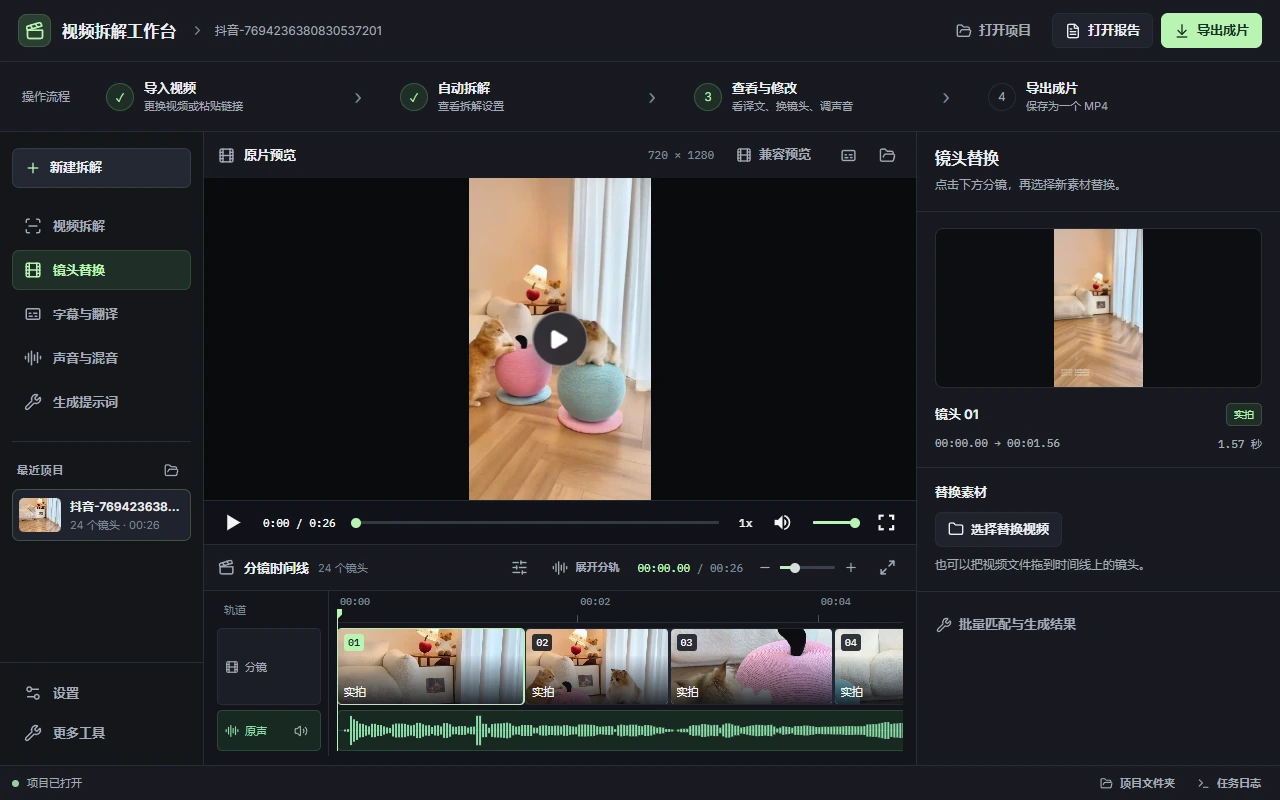 视频拆解工作台
抖音-7694236380830537201
打开项目
打开报告
导出成片
操作流程
导入视频
更换视频或粘贴链接
自动拆解
查看拆解设置
3
查看与修改
看译文、换镜头、调声音
4
导出成片
保存为一个 MP4
新建拆解
视频拆解
镜头替换
字幕与翻译
声音与混音
生成提示词
最近项目
抖音-769423638...
24 个镜头 · 00:26
设置
更多工具
原片预览
720 × 1280
兼容预览
0:00 / 0:26
1x
分镜时间线
24 个镜头
展开分轨
00:00.00 / 00:26
轨道
00:00
00:02
00:04
分镜
01
实拍
02
实拍
03
实拍
04
实拍
原声
镜头替换
点击下方分镜，再选择新素材替换。
镜头 01
实拍
00:00.00 → 00:01.56
1.57 秒
替换素材
选择替换视频
也可以把视频文件拖到时间线上的镜头。
批量匹配与生成结果
项目已打开
项目文件夹
任务日志